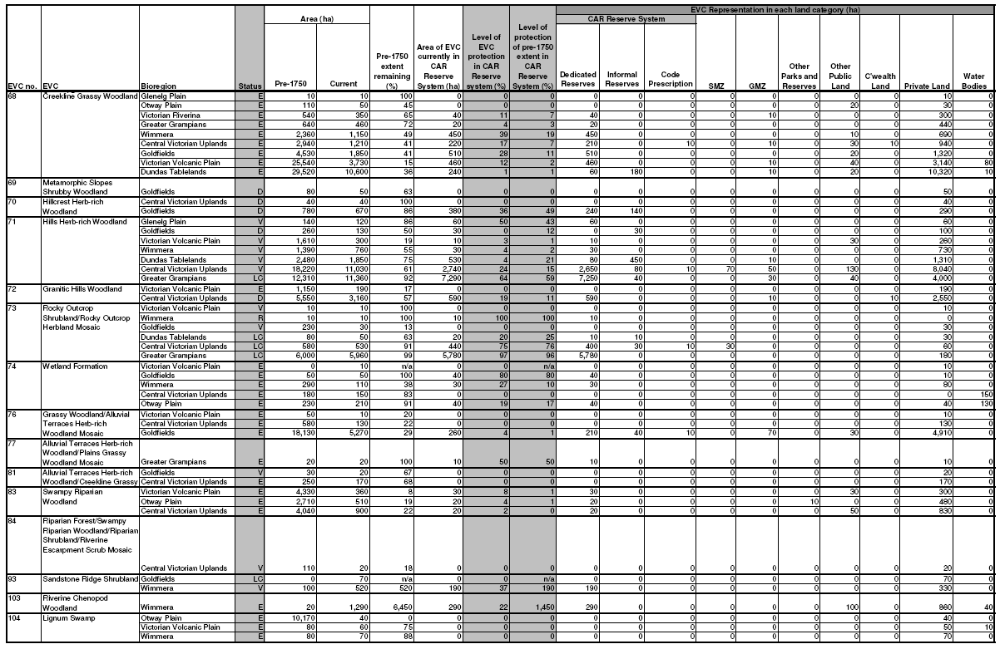 EVC Representation in each land category (ha)
Area (ha) CAR Reserve System
EVC no. EVC Bioregion Status Pre-1750 Current
Pre-1750 extent remaining (%)
Area of EVC currently in CAR Reserve System (ha)
Level of EVC protection in CAR Reserve system (%)
Level of protection of pre-1750 extent in CAR Reserve System (%)
Dedicated Reserves
Informal Reserves
Code Prescription
SMZ
GMZ
Other Parks and Reserves
Other Public Land
C'wealth Land
Private Land
Water Bodies
68 Creekline Grassy Woodland Glenelg Plain E 10 10 100 0 0 0 0 0 0 0 0 0 0 0 10 0
Otway Plain E 110 50 45 0 0 0 0 0 0 0 0 0 20 0 30 0
Victorian Riverina E 540 350 65 40 11 7 40 0 0 0 10 0 0 0 300 0
Greater Grampians E 640 460 72 20 4 3 20 0 0 0 0 0 0 0 440 0
Wimmera E 2,360 1,150 49 450 39 19 450 0 0 0 0 0 10 0 690 0
Central Victorian Uplands E 2,940 1,210 41 220 17 7 210 0 10 0 10 0 30 10 940 0
Goldfields E 4,530 1,850 41 510 28 11 510 0 0 0 0 0 20 0 1,320 0
Victorian Volcanic Plain E 25,540 3,730 15 460 12 2 460 0 0 0 10 0 40 0 3,140 80
Dundas Tablelands E 29,520 10,600 36 240 1 1 60 180 0 0 10 0 20 0 10,320 10
69 Metamorphic Slopes
Shrubby Woodland Goldfields D 80 50 63 0 0 0 0 0 0 0 0 0 0 0 50 0
70 Hillcrest Herb-rich Central Victorian Uplands D 40 40 100 0 0 0 0 0 0 0 0 0 0 0 40 0
Woodland Goldfields D 780 670 86 380 36 49 240 140 0 0 0 0 0 0 290 0
71 Hills Herb-rich Woodland Glenelg Plain V 140 120 86 60 50 43 60 0 0 0 0 0 0 0 60 0
Goldfields D 260 130 50 30 0 12 0 30 0 0 0 0 0 0 100 0
Victorian Volcanic Plain V 1,610 300 19 10 3 1 10 0 0 0 0 0 30 0 260 0
Wimmera V 1,390 760 55 30 4 2 30 0 0 0 0 0 0 0 730 0
Dundas Tablelands V 2,480 1,850 75 530 4 21 80 450 0 0 10 0 0 0 1,310 0
Central Victorian Uplands V 18,220 11,030 61 2,740 24 15 2,650 80 10 70 50 0 130 0 8,040 0
Greater Grampians LC 12,310 11,360 92 7,290 64 59 7,250 40 0 0 30 0 40 0 4,000 0
72 Granitic Hills Woodland Victorian Volcanic Plain E 1,150 190 17 0 0 0 0 0 0 0 0 0 0 0 190 0
Central Victorian Uplands D 5,550 3,160 57 590 19 11 590 0 0 0 10 0 0 10 2,550 0
73 Rocky Outcrop Victorian Volcanic Plain V 10 10 100 0 0 0 0 0 0 0 0 0 0 0 10 0
Shrubland/Rocky Outcrop Wimmera R 10 10 100 10 100 100 10 0 0 0 0 0 0 0 0 0
Herbland Mosaic Goldfields V 230 30 13 0 0 0 0 0 0 0 0 0 0 0 30 0
Dundas Tablelands LC 80 50 63 20 20 25 10 10 0 0 0 0 0 0 30 0
Central Victorian Uplands LC 580 530 91 440 75 76 400 30 10 30 0 0 0 0 60 0
Greater Grampians LC 6,000 5,960 99 5,780 97 96 5,780 0 0 0 0 0 0 0 180 0
74 Wetland Formation Victorian Volcanic Plain E 0 10 n/a 0 0 n/a 0 0 0 0 0 0 0 0 10 0
Goldfields E 50 50 100 40 80 80 40 0 0 0 0 0 0 0 10 0
Wimmera E 290 110 38 30 27 10 30 0 0 0 0 0 0 0 80 0
Central Victorian Uplands E 180 150 83 0 0 0 0 0 0 0 0 0 0 0 0 150
Otway Plain E 230 210 91 40 19 17 40 0 0 0 0 0 0 0 40 130
76 Grassy Woodland/Alluvial Victorian Volcanic Plain E 50 10 20 0 0 0 0 0 0 0 0 0 0 0 10 0
Terraces Herb-rich Central Victorian Uplands E 580 130 22 0 0 0 0 0 0 0 0 0 0 0 130 0
Woodland Mosaic Goldfields E 18,130 5,270 29 260 4 1 210 40 10 0 70 0 30 0 4,910 0
77 Alluvial Terraces Herb-rich
Woodland/Plains Grassy
Woodland Mosaic Greater Grampians E 20 20 100 10 50 50 10 0 0 0 0 0 0 0 10 0
81 Alluvial Terraces Herb-rich Goldfields V 30 20 67 0 0 0 0 0 0 0 0 0 0 0 20 0
Woodland/Creekline Grassy Central Victorian Uplands E 250 170 68 0 0 0 0 0 0 0 0 0 0 0 170 0
83 Swampy Riparian Victorian Volcanic Plain E 4,330 360 8 30 8 1 30 0 0 0 0 0 30 0 300 0
Woodland Otway Plain E 2,710 510 19 20 4 1 20 0 0 0 0 10 0 0 480 0
Central Victorian Uplands E 4,040 900 22 20 2 0 20 0 0 0 0 0 50 0 830 0
84 Riparian Forest/Swampy
Riparian Woodland/Riparian
Shrubland/Riverine
Escarpment Scrub Mosaic
Central Victorian Uplands V 110 20 18 0 0 0 0 0 0 0 0 0 0 0 20 0
93 Sandstone Ridge Shrubland Goldfields LC 0 70 n/a 0 0 n/a 0 0 0 0 0 0 0 0 70 0
Wimmera V 100 520 520 190 37 190 190 0 0 0 0 0 0 0 330 0
103 Riverine Chenopod
Woodland Wimmera E 20 1,290 6,450 290 22 1,450 290 0 0 0 0 0 100 0 860 40
104 Lignum Swamp Otway Plain E 10,170 40 0 0 0 0 0 0 0 0 0 0 0 0 40 0
Victorian Volcanic Plain E 80 60 75 0 0 0 0 0 0 0 0 0 0 0 50 10
Wimmera E 80 70 88 0 0 0 0 0 0 0 0 0 0 0 70 0